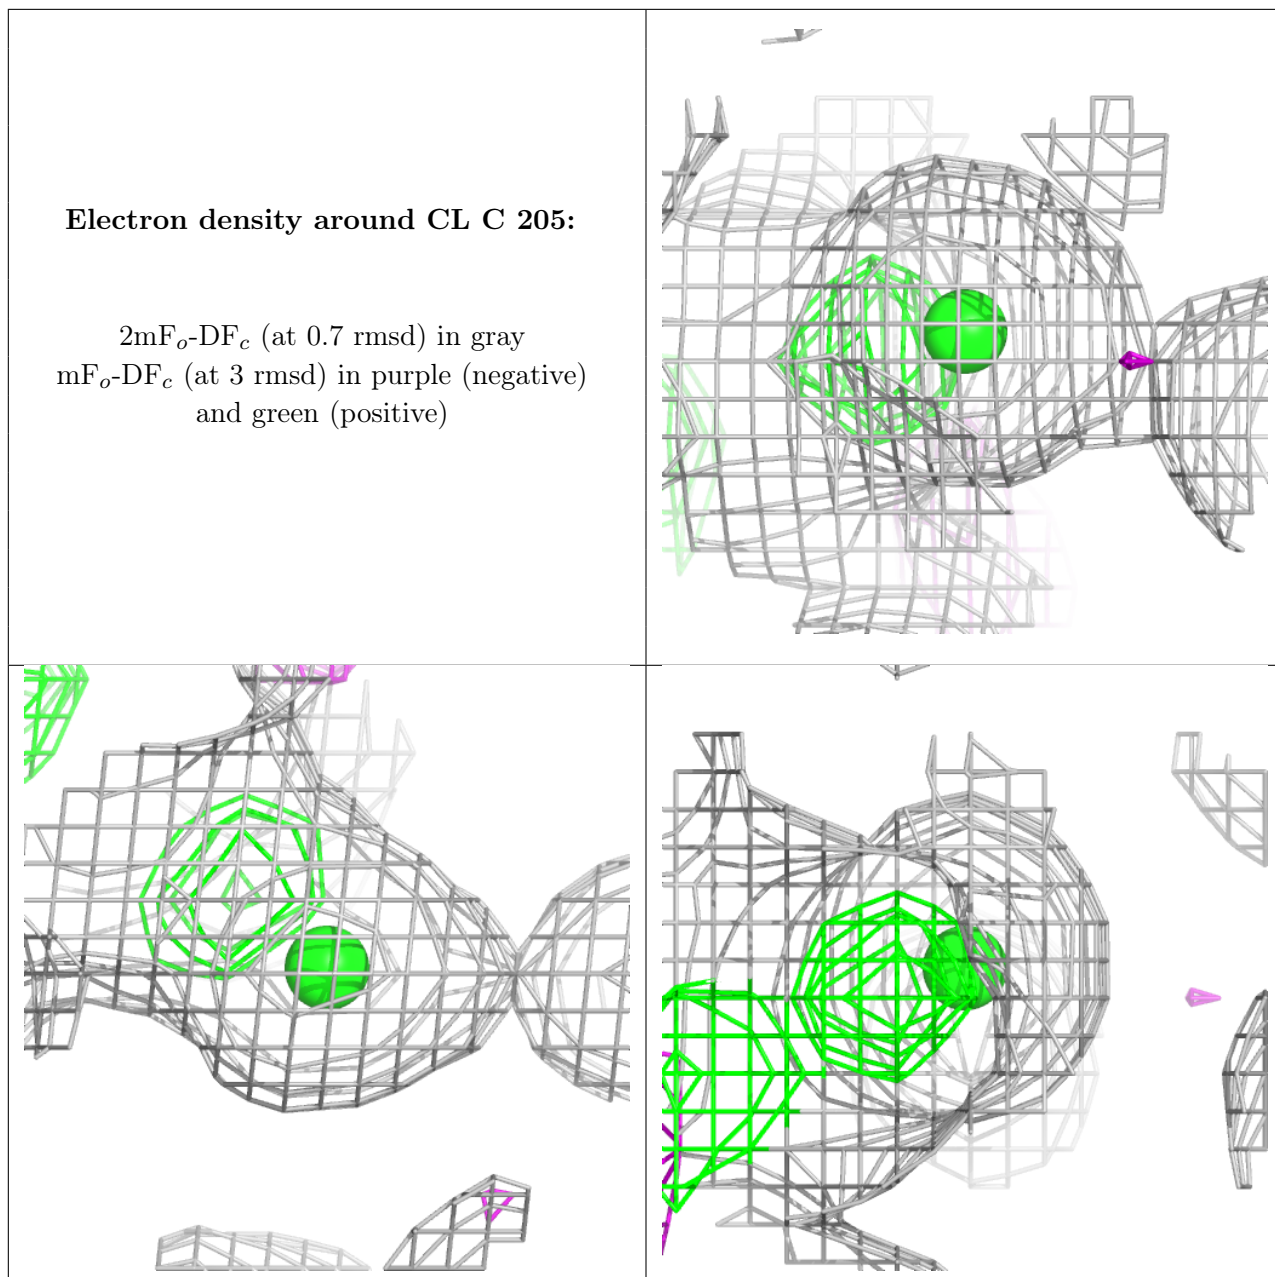 Electron density around CL C 205:
2mFo-DFc (at 0.7 rmsd) in gray
mFo-DFc (at 3 rmsd) in purple (negative)
and green (positive)